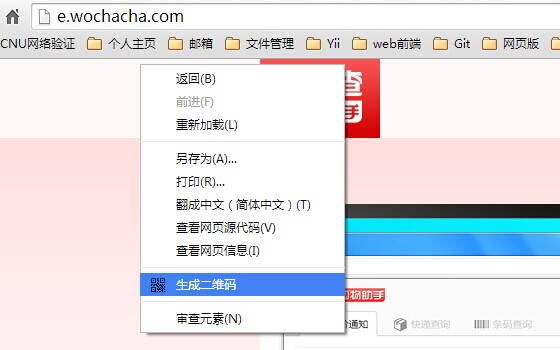 e.wochacha.com
CNU网络验证 个人主页 邮箱 文件管理 Yii web前端 Git 网页版
查
手
返回(B)
前进(F)
重新加载(L)
另存为(A)...
打印(R)...
翻成中文（简体中文）(T)
查看网页源代码(V)
查看网页信息(I)
生成二维码
审查元素(N)
物助手
通知 快递查询 条码查询